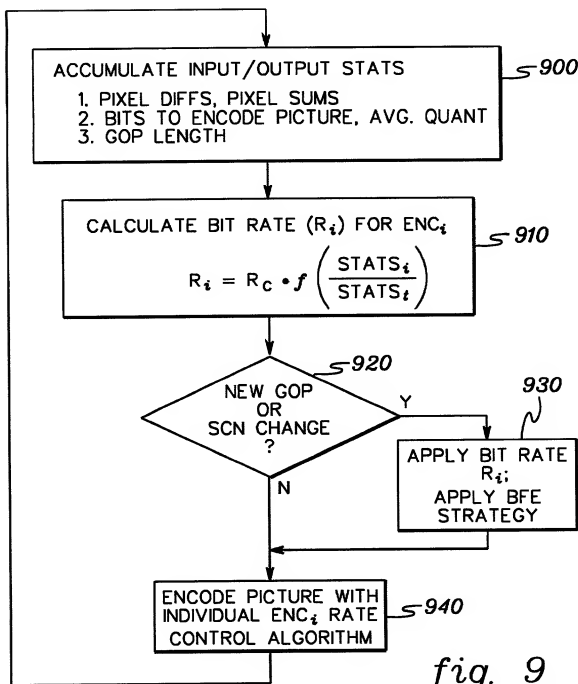 ACCUMULATE INPUT/OUTPUT STATS
1. PIXEL DIFFS, PIXEL SUMS
2. BITS TO ENCODE PICTURE, AVG. QUANT
3. GOP LENGTH
900
CALCULATE BIT RATE (Rᵢ) FOR ENCᵢ
Rᵢ = R_C • f (STATSᵢ / STATSₜ)
910
920
NEW GOP
OR
SCN CHANGE
?
Y
N
930
APPLY BIT RATE
Rᵢ;
APPLY BFE
STRATEGY
ENCODE PICTURE WITH
INDIVIDUAL ENCᵢ RATE
CONTROL ALGORITHM
940
fig. 9